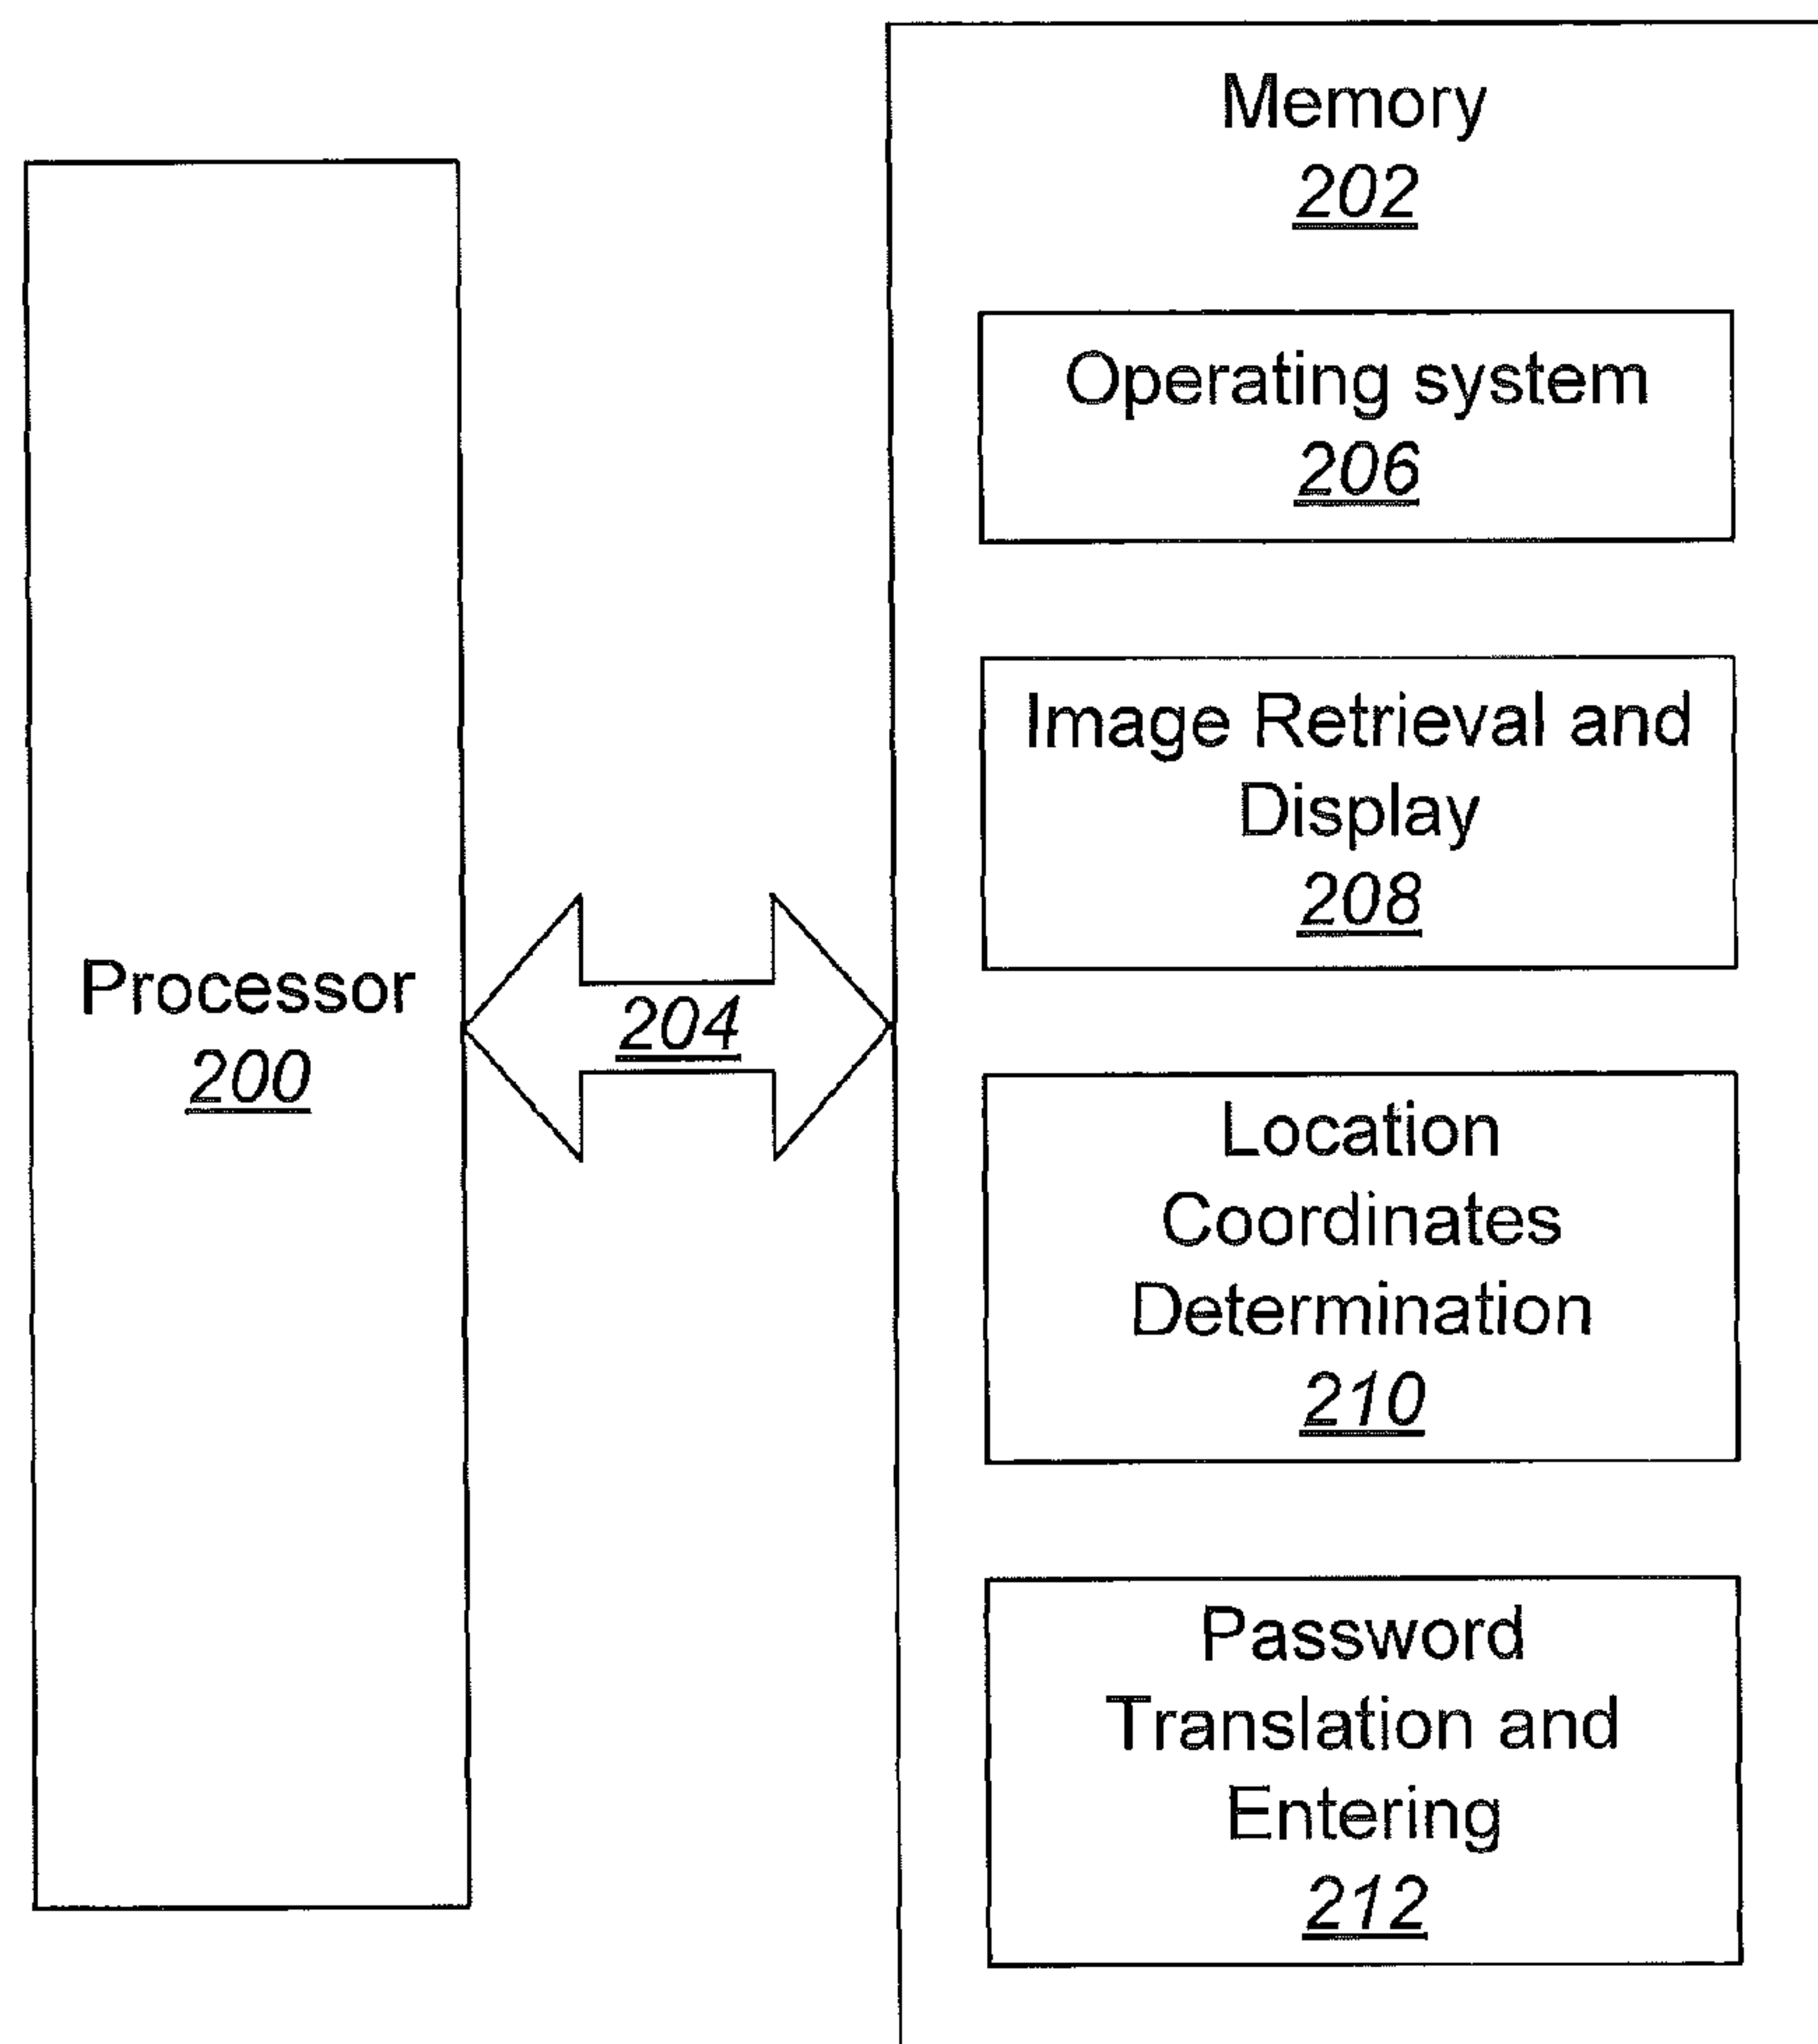 Memory
202
Operating system
206
Image Retrieval and
Display
208
Processor
200
204
Location
Coordinates
Determination
210
Password
Translation and
Entering
212